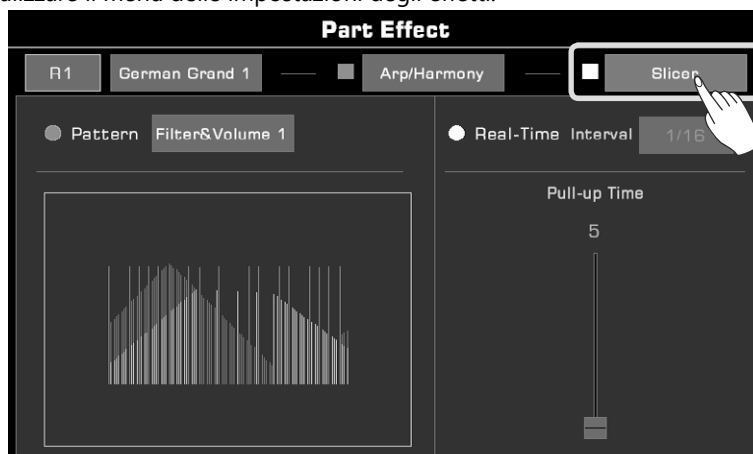 Part Effect
R1 German Grand 1 Arp/Harmony Slicer
Pattern Filter&Volume 1 Real-Time Interval 1/16
Pull-up Time
5